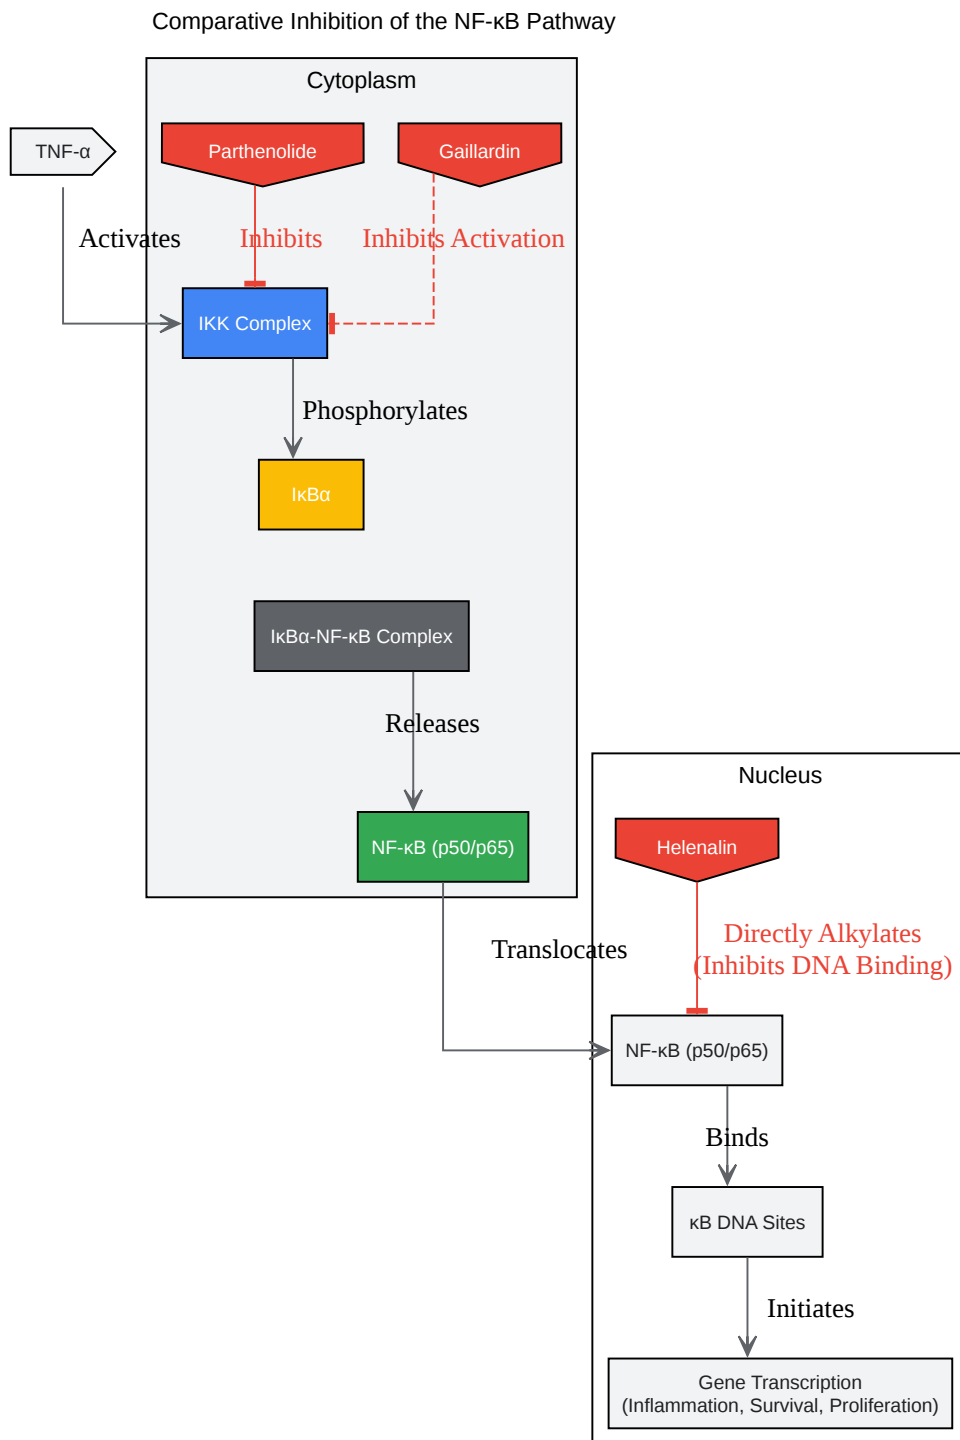 Comparative Inhibition of the NF-κB Pathway
Cytoplasm
TNF-α
Parthenolide
Gaillardin
Activates
Inhibits
Inhibits Activation
IKK Complex
Phosphorylates
IκBα
IκBα-NF-κB Complex
Releases
NF-κB (p50/p65)
Nucleus
Helenalin
Translocates
Directly Alkylates
(Inhibits DNA Binding)
NF-κB (p50/p65)
Binds
κB DNA Sites
Initiates
Gene Transcription
(Inflammation, Survival, Proliferation)